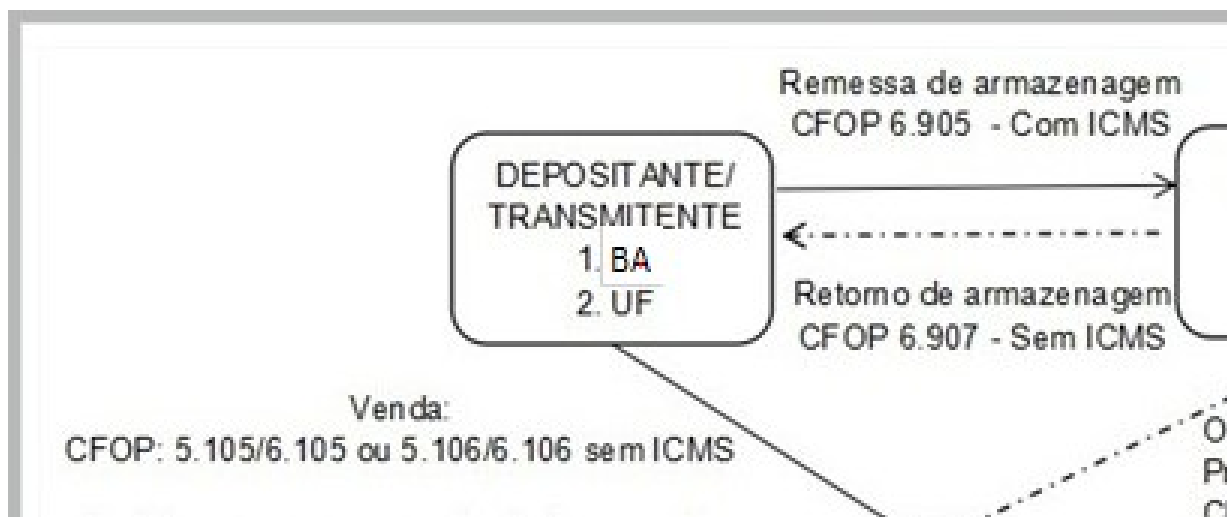 Remessa de armazenagem
CFOP 6.905 - Com ICMS
DEPOSITANTE/
TRANSMITENTE
1. BA
2. UF
Retorno de armazenagem
CFOP 6.907 - Sem ICMS
Venda:
CFOP: 5.105/6.105 ou 5.106/6.106 sem ICMS